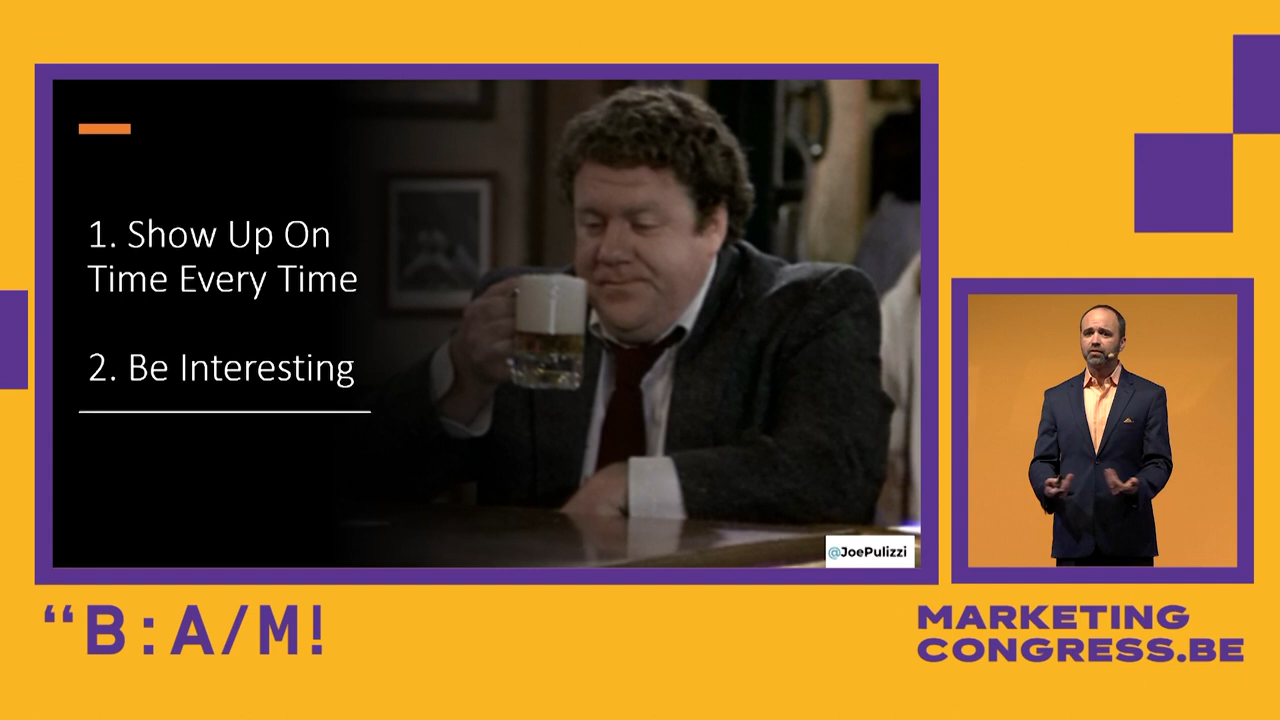 1. Show Up On
Time Every Time
2. Be Interesting
@JoePulizzi
“B:A/M!
MARKETING
CONGRESS.BE